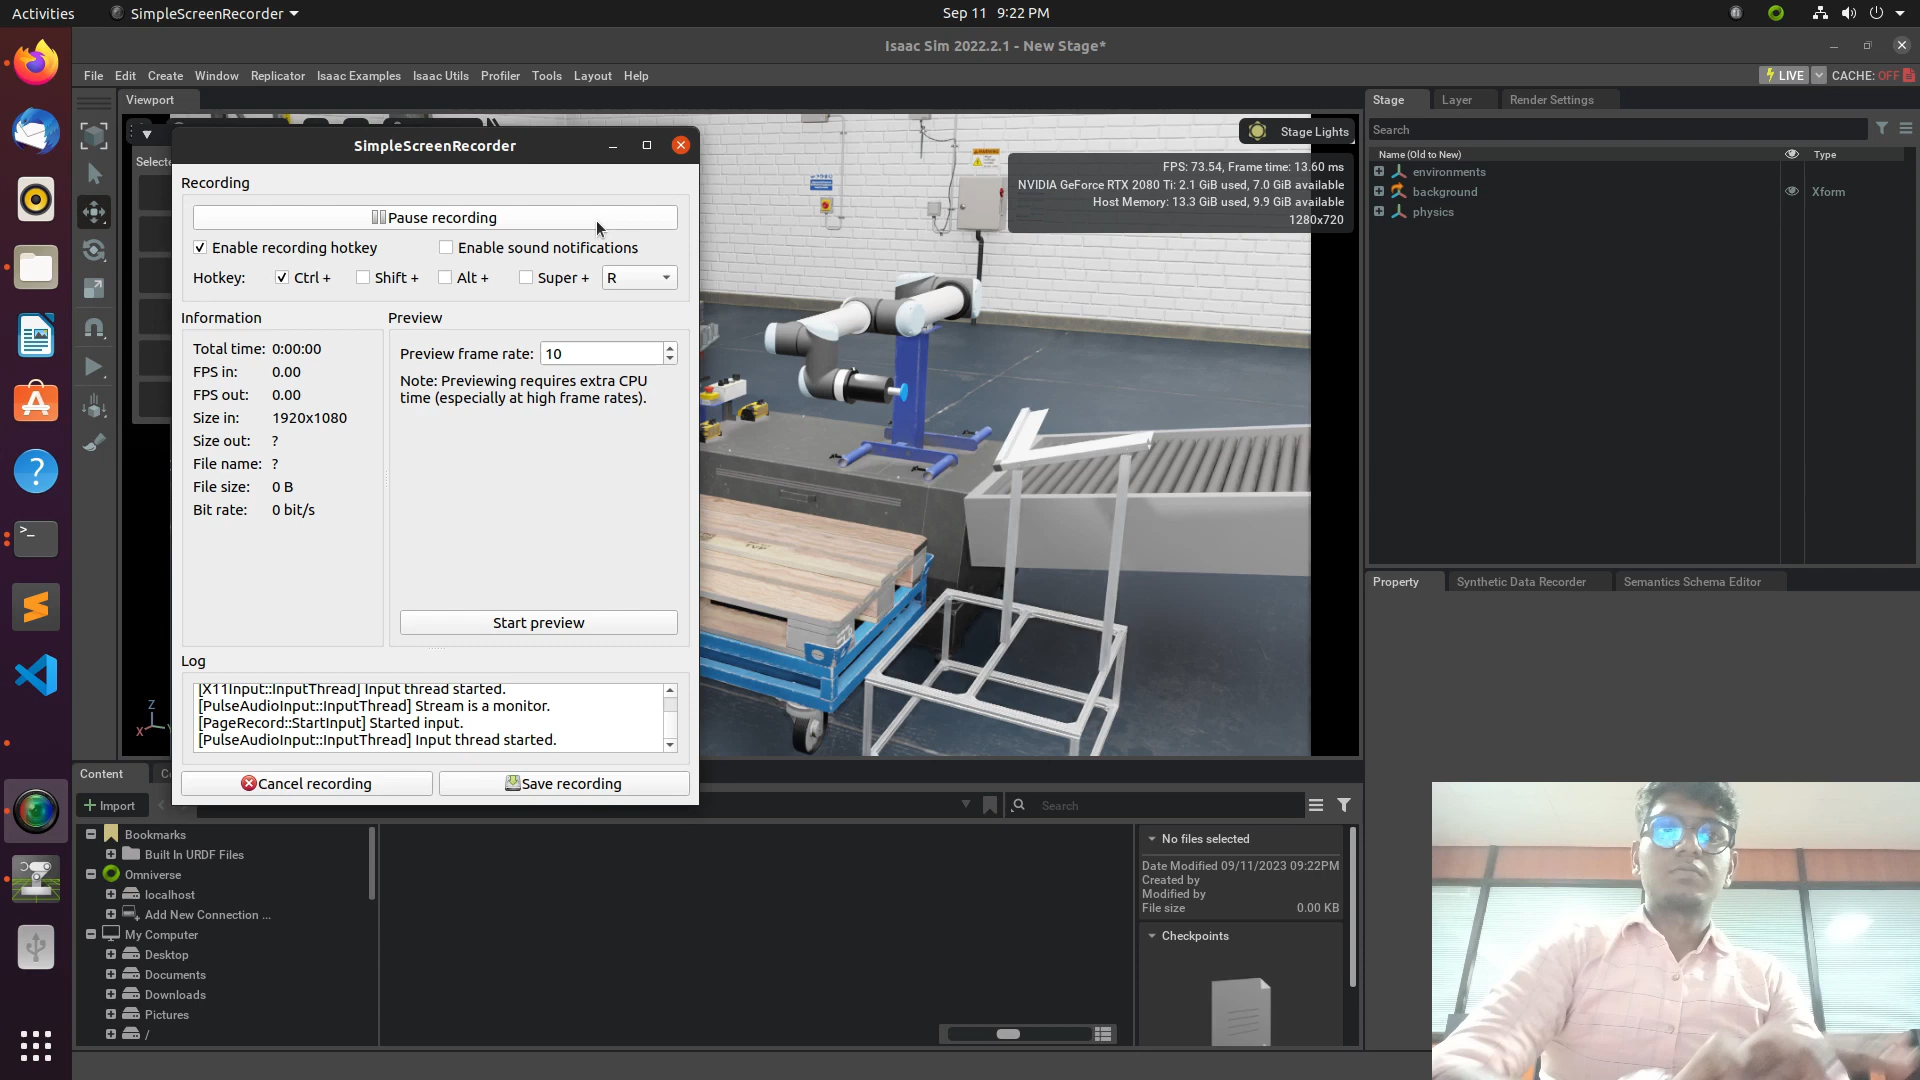 Activities
SimpleScreenRecorder
Sep 11 9:22 PM
Isaac Sim 2022.2.1 - New Stage*
File Edit Create Window Replicator Isaac Examples Isaac Utils Profiler Tools Layout Help
LIVE
CACHE: OFF
Viewport
Stage Lights
FPS: 73.54, Frame time: 13.60 ms
NVIDIA GeForce RTX 2080 Ti: 2.1 GiB used, 7.0 GiB available
Host Memory: 13.3 GiB used, 9.9 GiB available
1280x720
SimpleScreenRecorder
Recording
Pause recording
Enable recording hotkey
Enable sound notifications
Hotkey: Ctrl + Shift + Alt + Super + R
Information
Total time: 0:00:00
FPS in: 0.00
FPS out: 0.00
Size in: 1920x1080
Size out: ?
File name: ?
File size: 0 B
Bit rate: 0 bit/s
Preview
Preview frame rate: 10
Note: Previewing requires extra CPU
time (especially at high frame rates).
Start preview
Log
[X11Input::InputThread] Input thread started.
[PulseAudioInput::InputThread] Stream is a monitor.
[PageRecord::StartInput] Started input.
[PulseAudioInput::InputThread] Input thread started.
Cancel recording
Save recording
Z
X
Stage
Layer
Render Settings
Search
Name (Old to New)
Type
environments
background
Xform
physics
Property
Synthetic Data Recorder
Semantics Schema Editor
Content
Import
Search
Bookmarks
Built In URDF Files
Omniverse
localhost
Add New Connection ...
My Computer
Desktop
Documents
Downloads
Pictures
/
No files selected
Date Modified 09/11/2023 09:22PM
Created by
Modified by
File size 0.00 KB
Checkpoints